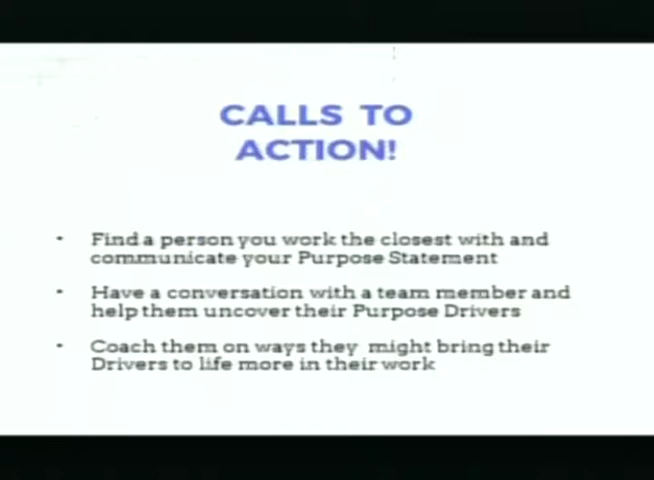 CALLS TO
ACTION!
• Find a person you work the closest with and
communicate your Purpose Statement
• Have a conversation with a team member and
help them uncover their Purpose Drivers
• Coach them on ways they might bring their
Drivers to life more in their work